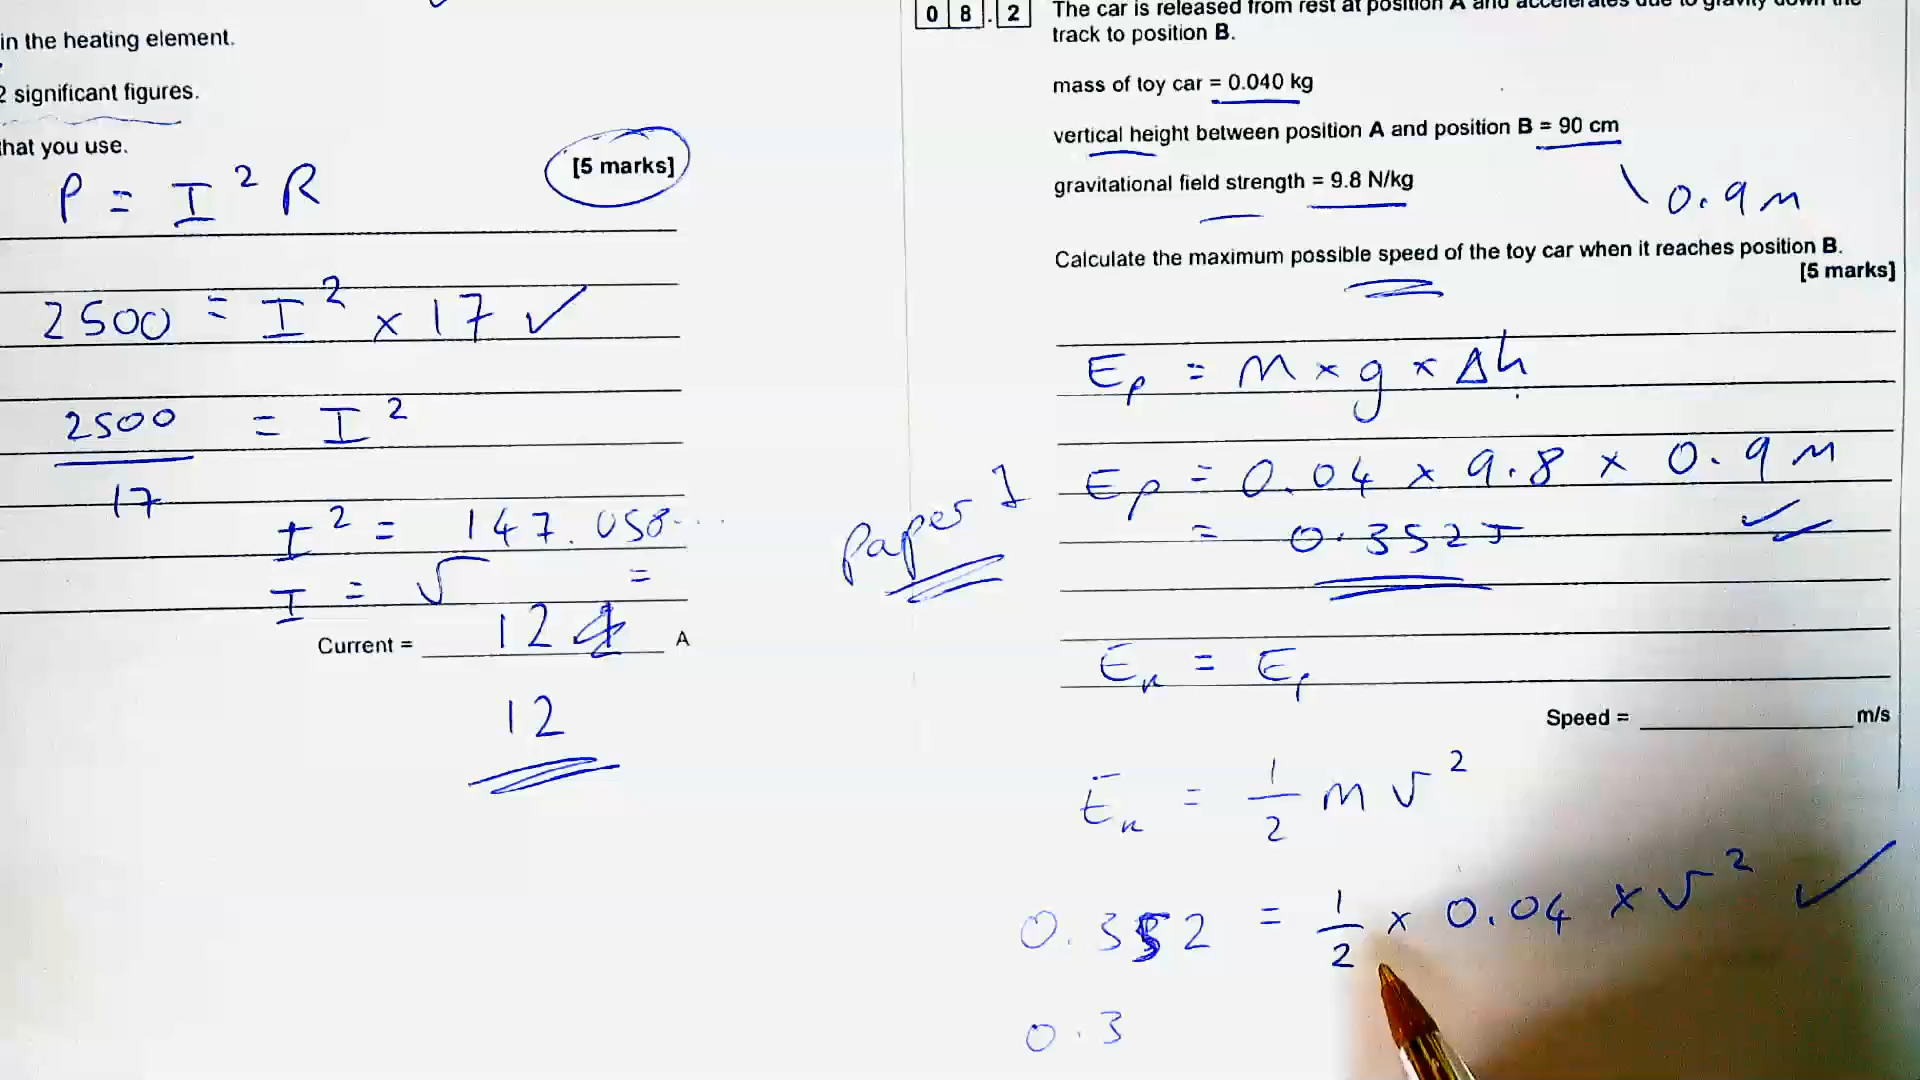 in the heating element.
2 significant figures.
that you use.
[5 marks]
P = I² R
2500 = I² × 17 ✓
2500 = I²
17
I² = 147.058...
I = √ =
Current = 12 A
12
Paper 1
0 8 . 2 The car is released from rest at position A and accelerates due to gravity down the
track to position B.
mass of toy car = 0.040 kg
vertical height between position A and position B = 90 cm
gravitational field strength = 9.8 N/kg
0.9 m
Calculate the maximum possible speed of the toy car when it reaches position B.
[5 marks]
Ep = m × g × Δh
Ep = 0.04 × 9.8 × 0.9 m
= 0.352 J ✓
Ek = Ep
Speed = m/s
Ek = 1/2 m v²
0.352 = 1/2 × 0.04 × v² ✓
0.3